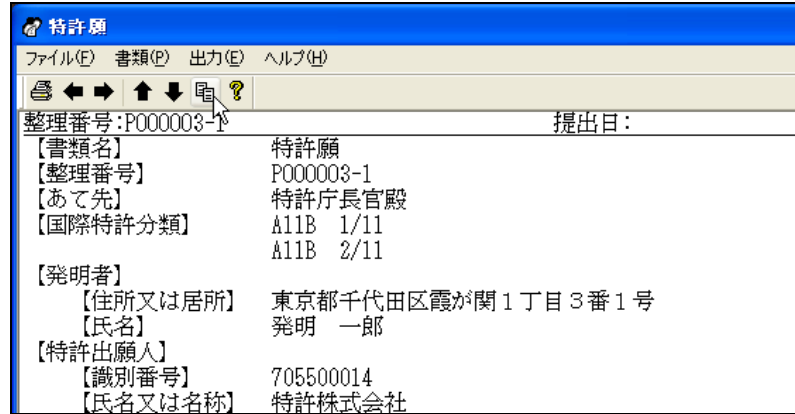 特許願
ファイル(F) 書類(P) 出力(E) ヘルプ(H)
整理番号:P000003-1 提出日:
【書類名】 特許願
【整理番号】 P000003-1
【あて先】 特許庁長官殿
【国際特許分類】 A11B 1/11
A11B 2/11
【発明者】
【住所又は居所】 東京都千代田区霞が関1丁目3番1号
【氏名】 発明 一郎
【特許出願人】
【識別番号】 705500014
【氏名又は名称】 特許株式会社